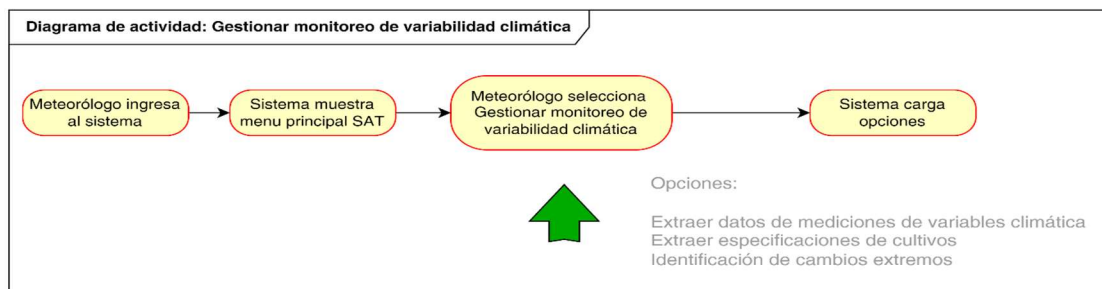 Diagrama de actividad: Gestionar monitoreo de variabilidad climática
Meteorólogo ingresa
al sistema
Sistema muestra
menu principal SAT
Meteorólogo selecciona
Gestionar monitoreo de
variabilidad climática
Sistema carga
opciones
Opciones:
Extraer datos de mediciones de variables climática
Extraer especificaciones de cultivos
Identificación de cambios extremos